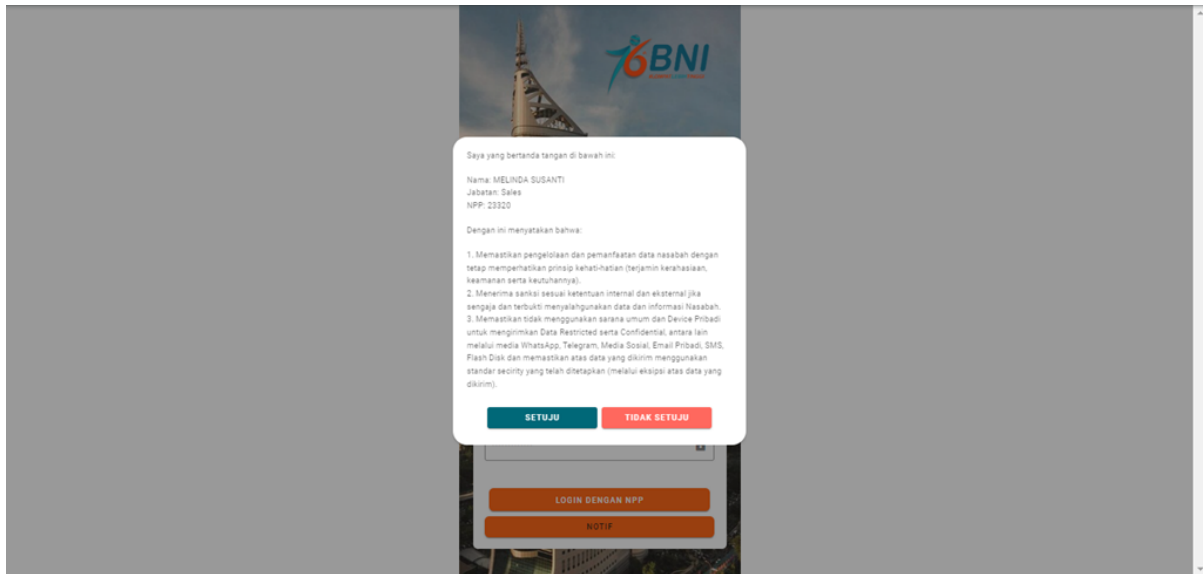 76 BNI
Saya yang bertanda tangan di bawah ini:
Nama: MELINDA SUSANTI
Jabatan: Sales
NPP: 23320
Dengan ini menyatakan bahwa:
1. Memastikan pengelolaan dan pemanfaatan data nasabah dengan
tetap memperhatikan prinsip kehati-hatian (terjamin kerahasiaan,
keamanan serta keutuhannya).
2. Menerima sanksi sesuai ketentuan internal dan eksternal jika
sengaja dan terbukti menyalahgunakan data dan informasi Nasabah.
3. Memastikan tidak menggunakan sarana umum dan Device Pribadi
untuk mengirimkan Data Restricted serta Confidential, antara lain
melalui media WhatsApp, Telegram, Media Sosial, Email Pribadi, SMS,
Flash Disk dan memastikan atas data yang dikirim menggunakan
standar secirity yang telah ditetapkan (melalui eksipsi atas data yang
dikirim).
SETUJU
TIDAK SETUJU
LOGIN DENGAN NPP
NOTIF